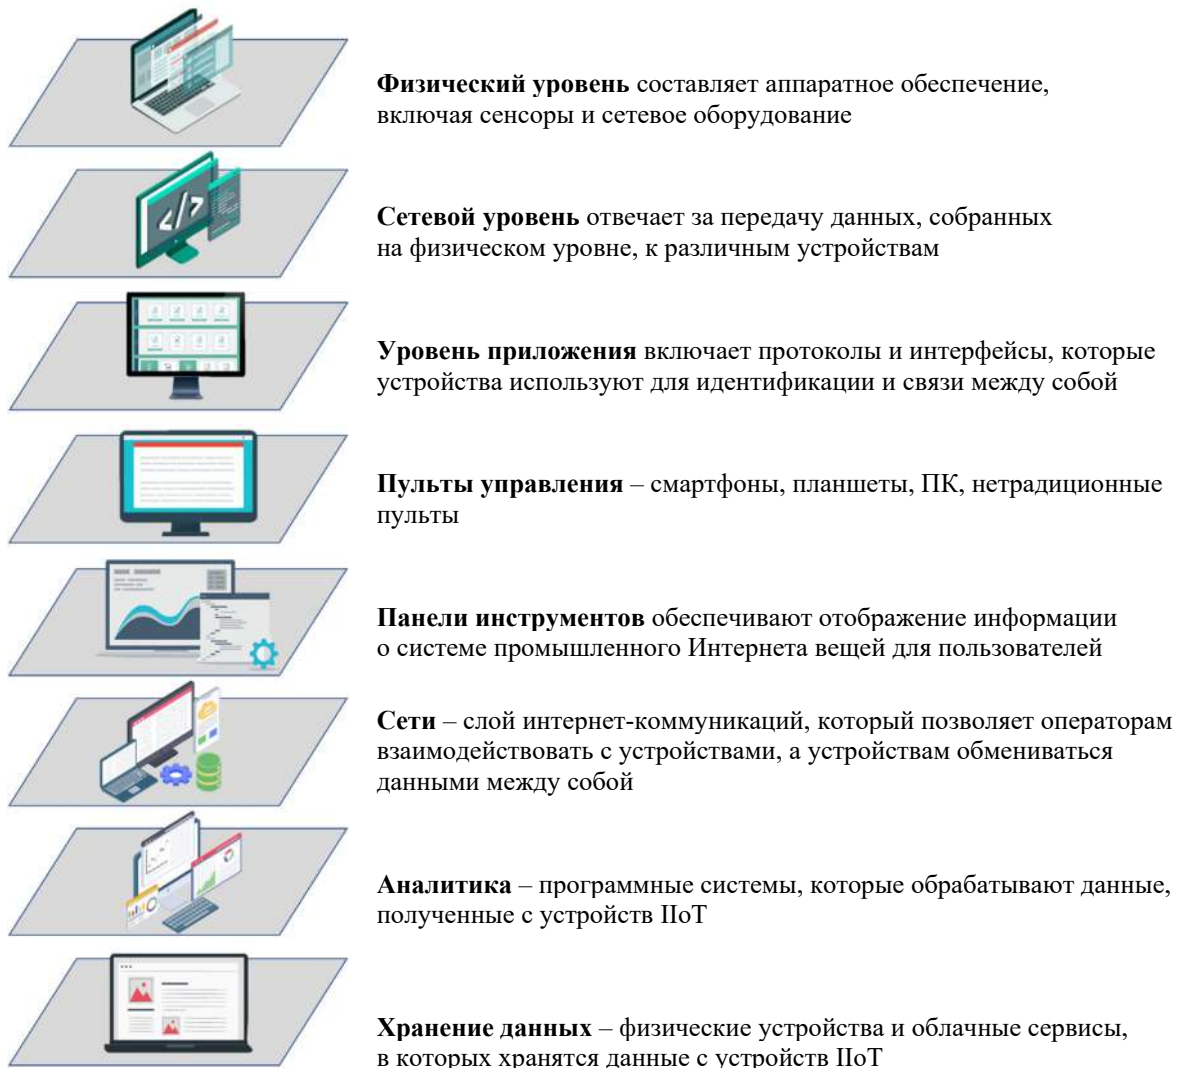 Физический уровень составляет аппаратное обеспечение,
включая сенсоры и сетевое оборудование
</>
Сетевой уровень отвечает за передачу данных, собранных
на физическом уровне, к различным устройствам
Уровень приложения включает протоколы и интерфейсы, которые
устройства используют для идентификации и связи между собой
Пульты управления – смартфоны, планшеты, ПК, нетрадиционные
пульты
Панели инструментов обеспечивают отображение информации
о системе промышленного Интернета вещей для пользователей
Сети – слой интернет-коммуникаций, который позволяет операторам
взаимодействовать с устройствами, а устройствам обмениваться
данными между собой
Аналитика – программные системы, которые обрабатывают данные,
полученные с устройств IIoT
Хранение данных – физические устройства и облачные сервисы,
в которых хранятся данные с устройств IIoT